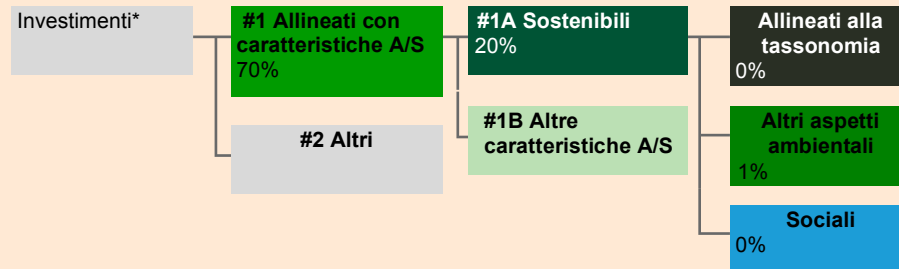 Investimenti*
#1 Allineati con
caratteristiche A/S
70%
#2 Altri
#1A Sostenibili
20%
#1B Altre
caratteristiche A/S
Allineati alla
tassonomia
0%
Altri aspetti
ambientali
1%
Sociali
0%